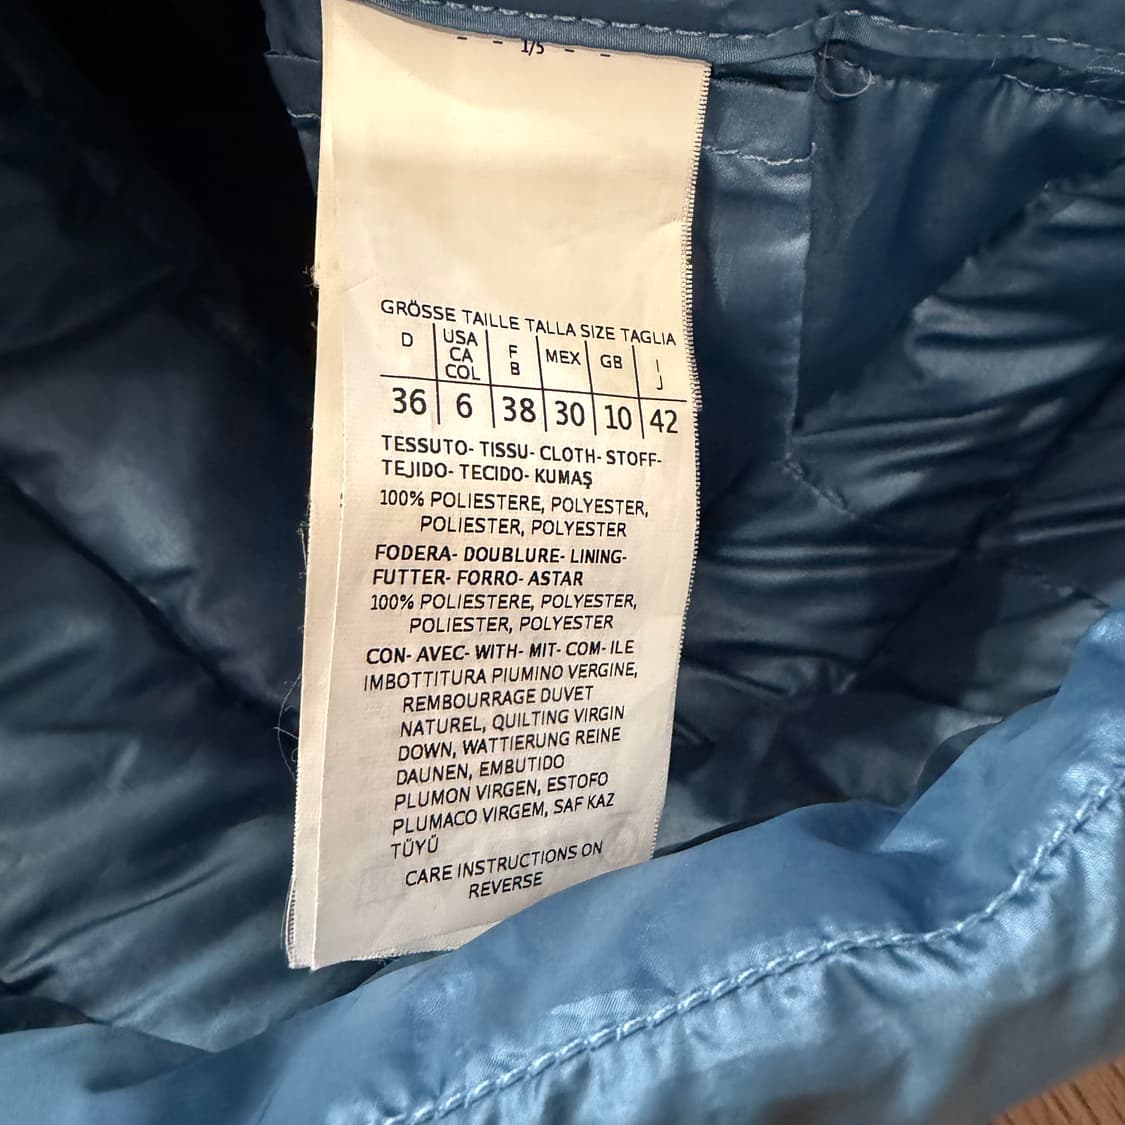 - - 1/5 - -
GRÖSSE TAILLE TALLA SIZE TAGLIA
D USA CA COL F B MEX GB I J
36 6 38 30 10 42
TESSUTO- TISSU- CLOTH- STOFF-
TEJIDO- TECIDO- KUMAŞ
100% POLIESTERE, POLYESTER,
POLIESTER, POLYESTER
FODERA- DOUBLURE- LINING-
FUTTER- FORRO- ASTAR
100% POLIESTERE, POLYESTER,
POLIESTER, POLYESTER
CON- AVEC- WITH- MIT- COM- ILE
IMBOTTITURA PIUMINO VERGINE,
REMBOURRAGE DUVET
NATUREL, QUILTING VIRGIN
DOWN, WATTIERUNG REINE
DAUNEN, EMBUTIDO
PLUMON VIRGEN, ESTOFO
PLUMACO VIRGEM, SAF KAZ
TÜYÜ
CARE INSTRUCTIONS ON
REVERSE